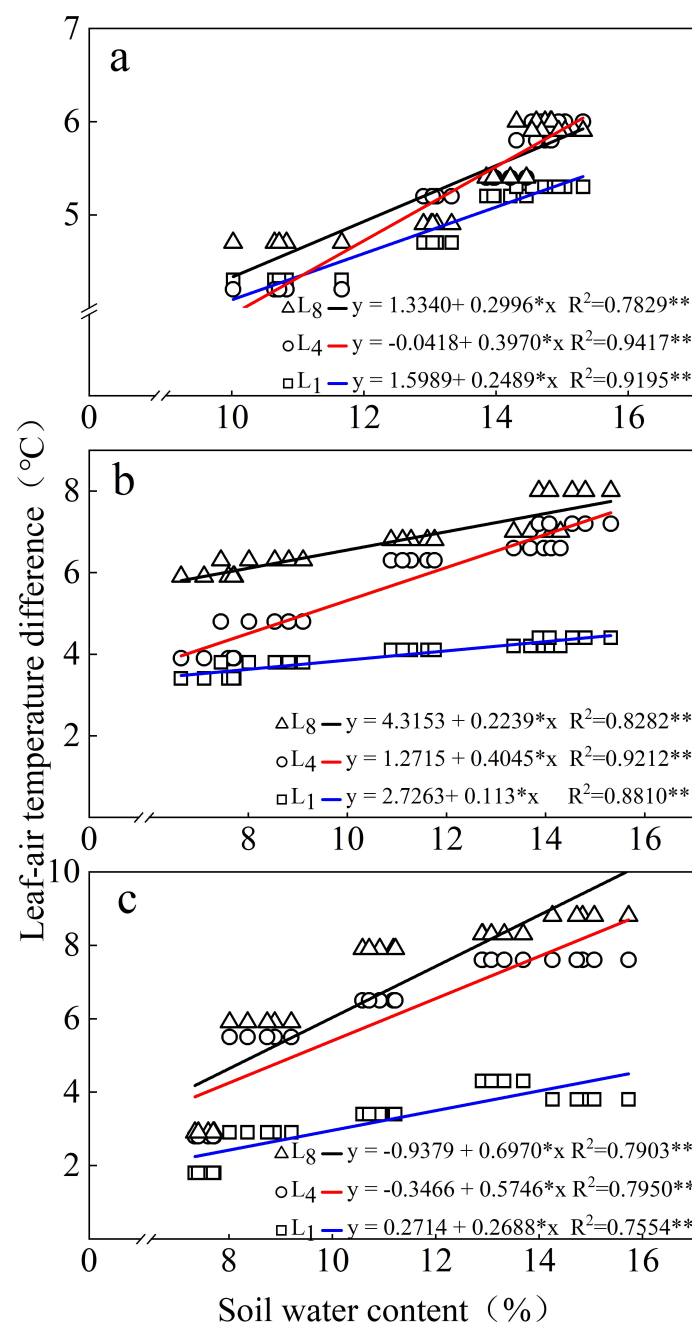 7
a
6
5
L8 y = 1.3340+ 0.2996*x R²=0.7829**
L4 y = -0.0418+ 0.3970*x R²=0.9417**
L1 y = 1.5989+ 0.2489*x R²=0.9195**
0 10 12 14 16
b
8
6
4
2
L8 y = 4.3153 + 0.2239*x R²=0.8282**
L4 y = 1.2715 + 0.4045*x R²=0.9212**
L1 y = 2.7263+ 0.113*x R²=0.8810**
0 8 10 12 14 16
10
c
8
6
4
2
L8 y = -0.9379 + 0.6970*x R²=0.7903**
L4 y = -0.3466 + 0.5746*x R²=0.7950**
L1 y = 0.2714 + 0.2688*x R²=0.7554**
0 8 10 12 14 16
Leaf-air temperature difference（℃）
Soil water content（%）